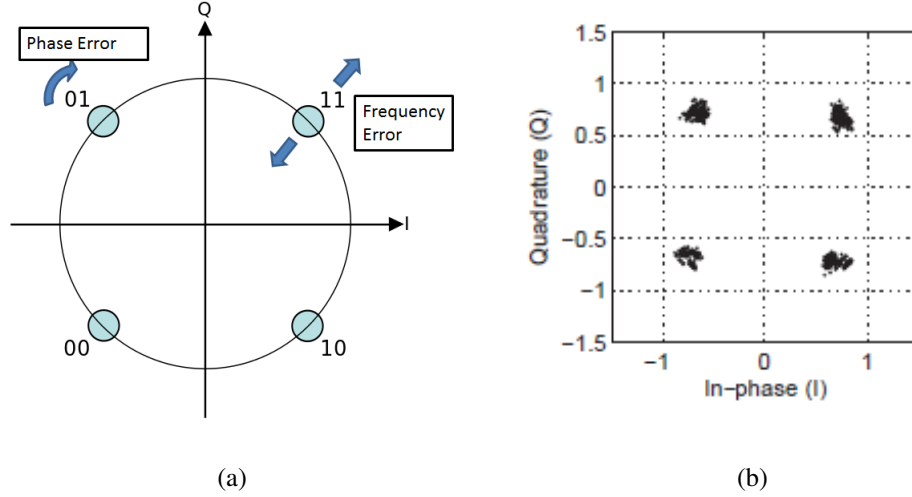 Q
Phase Error
01
11
Frequency
Error
I
00
10
(a)
1.5
1
0.5
0
−0.5
−1
−1.5
Quadrature (Q)
−1 0 1
In−phase (I)
(b)